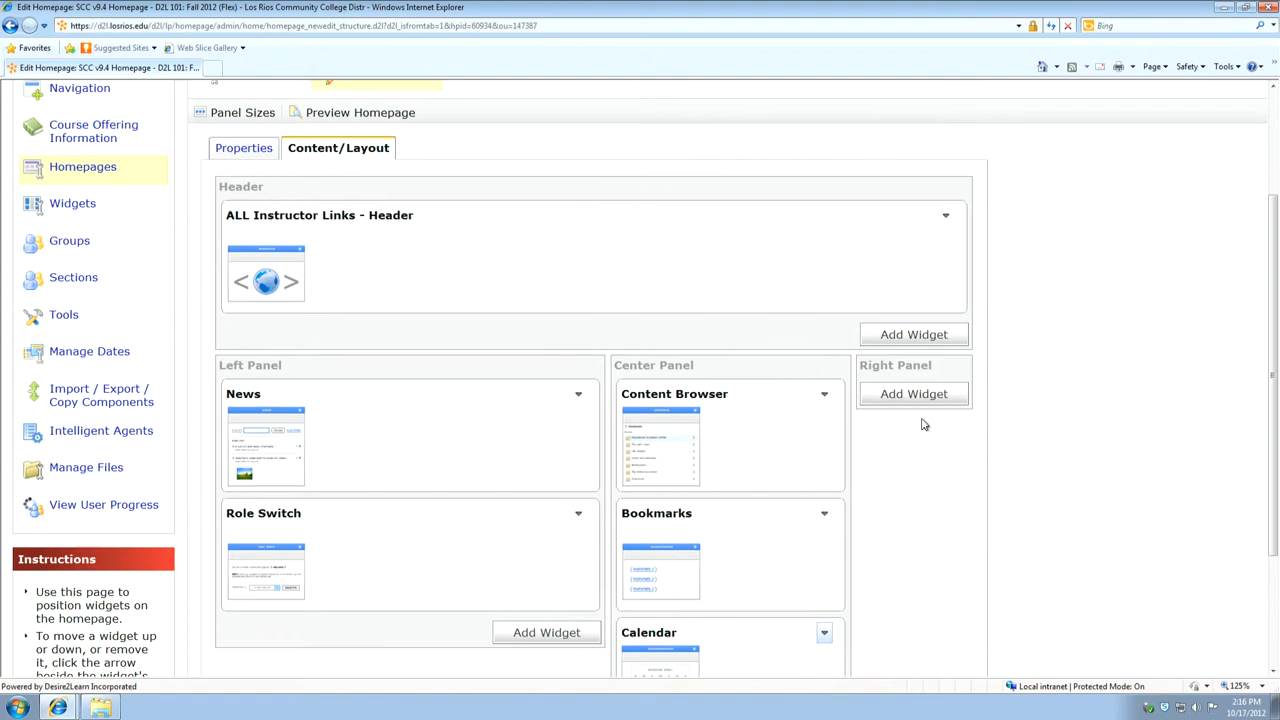 Edit Homepage: SCC v9.4 Homepage - D2L 101: Fall 2012 (Flex) - Los Rios Community College Distr - Windows Internet Explorer
https://d2l.losrios.edu/d2l/lp/homepage/admin/home/homepage_newedit_structure.d2l?d2l_isfromtab=1&hpid=60934&ou=147387
Bing
Favorites
Suggested Sites
Web Slice Gallery
Edit Homepage: SCC v9.4 Homepage - D2L 101: F...
Page
Safety
Tools
Navigation
Course Offering
Information
Homepages
Widgets
Groups
Sections
Tools
Manage Dates
Import / Export /
Copy Components
Intelligent Agents
Manage Files
View User Progress
Instructions
Use this page to
position widgets on
the homepage.
To move a widget up
or down, or remove
it, click the arrow
beside the widget's
Panel Sizes
Preview Homepage
Properties
Content/Layout
Header
ALL Instructor Links - Header
Add Widget
Left Panel
News
Role Switch
Add Widget
Center Panel
Content Browser
Bookmarks
Calendar
Right Panel
Add Widget
Powered by Desire2Learn Incorporated
Local intranet | Protected Mode: On
125%
2:16 PM
10/17/2012